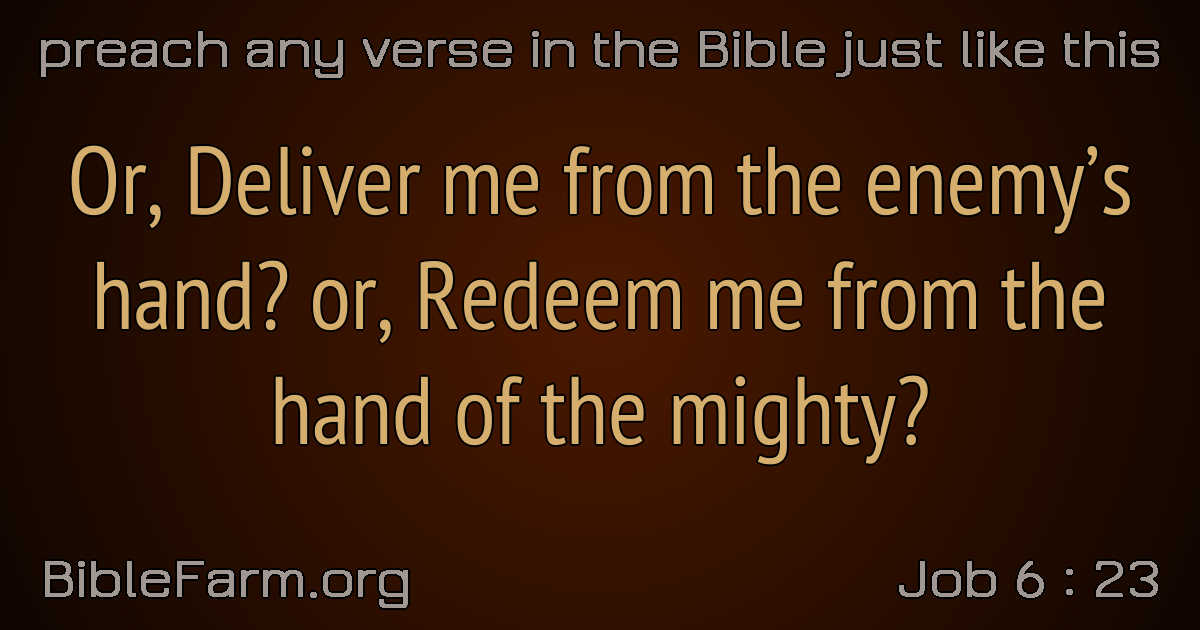 preach any verse in the Bible just like this
Or, Deliver me from the enemy’s
hand? or, Redeem me from the
hand of the mighty?
BibleFarm.org
Job 6 : 23